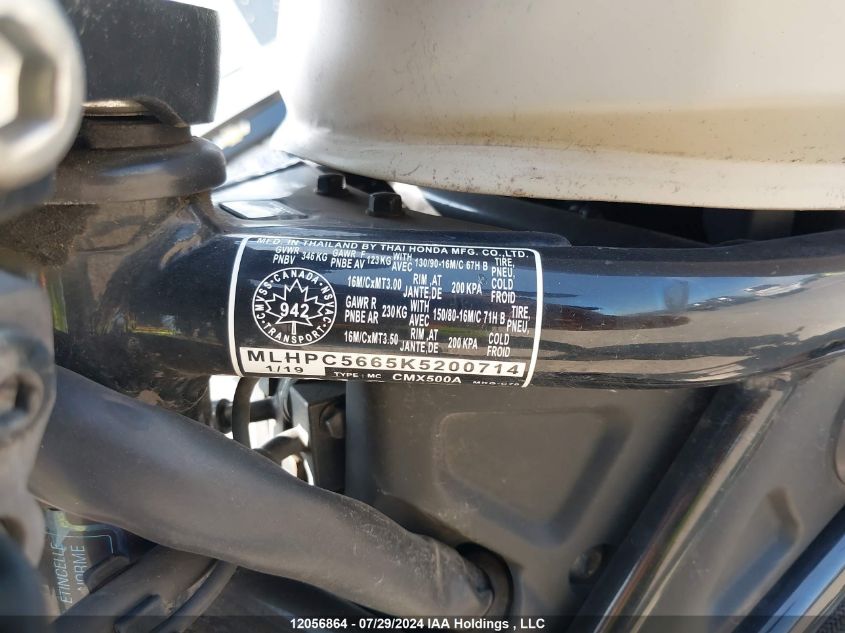 MFD. IN THAILAND BY THAI HONDA MFG. CO., LTD.
GVWR PNBV 346 KG GAWR F PNBE AV 123 KG WITH AVEC 130/90-16M/C 67H B TIRE, PNEU,
16M/CxMT3.00 RIM ,AT JANTE,DE 200 KPA COLD FROID
GAWR R PNBE AR 230 KG WITH AVEC 150/80-16M/C 71H B TIRE, PNEU,
16M/CxMT3.50 RIM ,AT JANTE,DE 200 KPA COLD FROID
CMVSS - CANADA - NSVAC
942
TRANSPORT
MLHPC5665K5200714
1/19 TYPE : MC CMX500A
ETINCELLE
NORME
12056864 - 07/29/2024 IAA Holdings , LLC